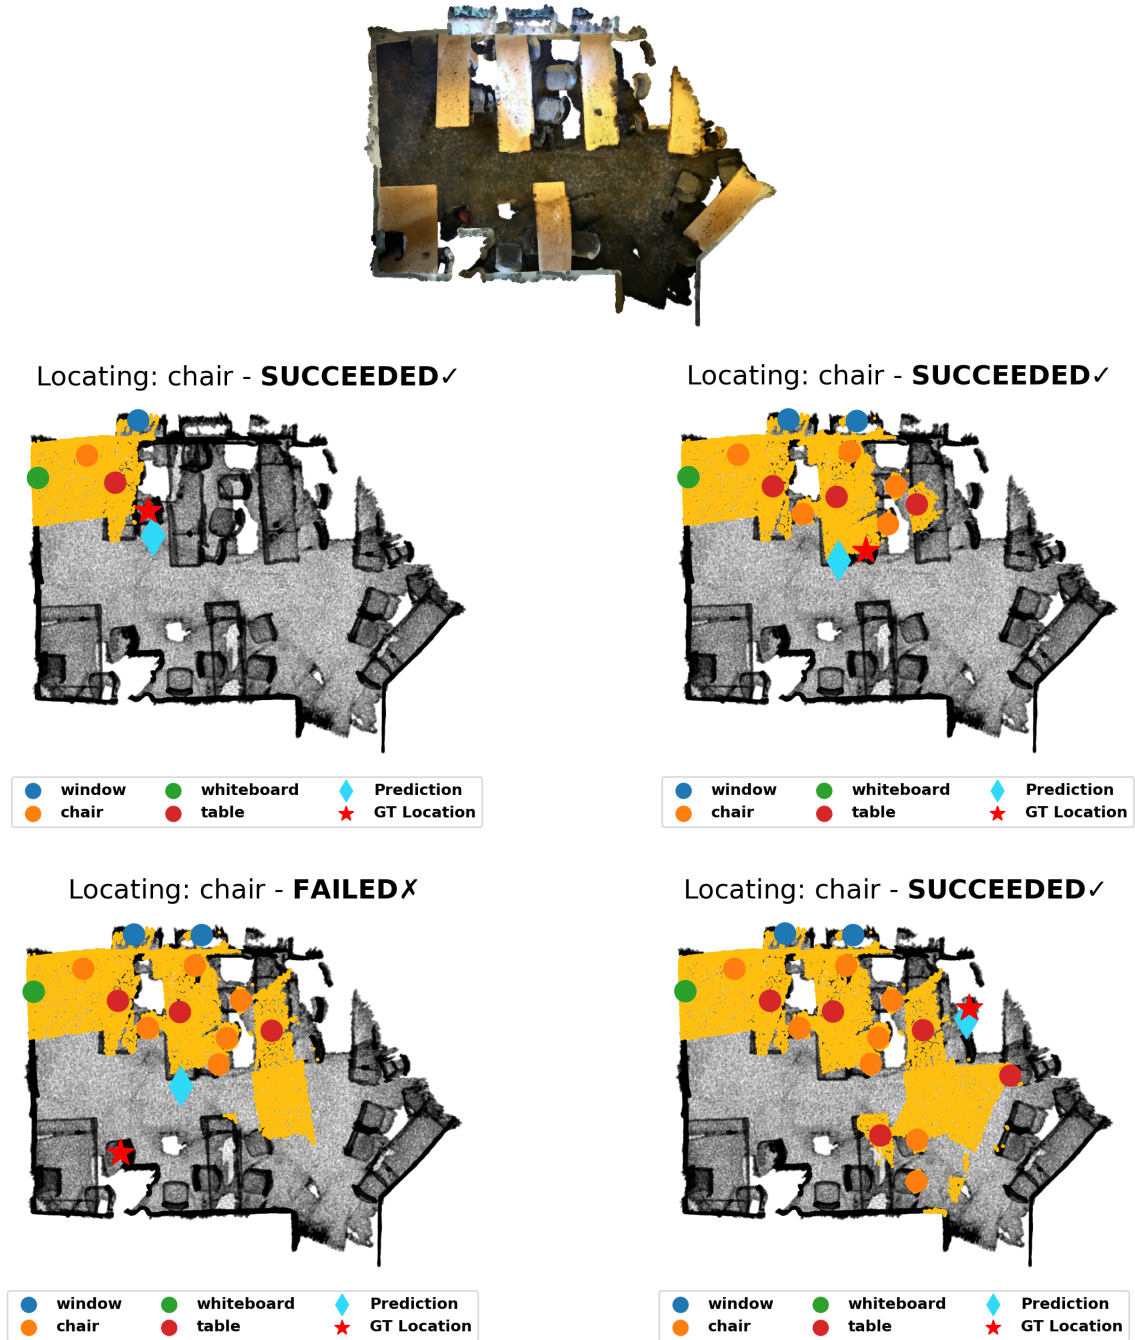 Locating: chair - SUCCEEDED✓
Locating: chair - SUCCEEDED✓
window
whiteboard
Prediction
chair
table
GT Location
window
whiteboard
Prediction
chair
table
GT Location
Locating: chair - FAILED✗
Locating: chair - SUCCEEDED✓
window
whiteboard
Prediction
chair
table
GT Location
window
whiteboard
Prediction
chair
table
GT Location